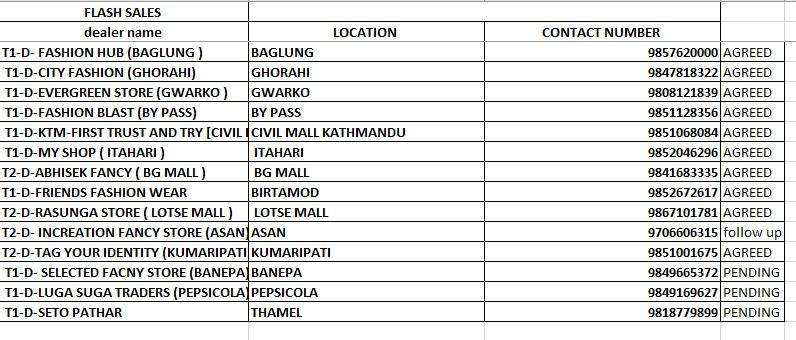 FLASH SALES
dealer name LOCATION CONTACT NUMBER
T1-D- FASHION HUB (BAGLUNG ) BAGLUNG 9857620000 AGREED
T1-D-CITY FASHION (GHORAHI) GHORAHI 9847818322 AGREED
T1-D-EVERGREEN STORE (GWARKO ) GWARKO 9808121839 AGREED
T1-D-FASHION BLAST (BY PASS) BY PASS 9851128356 AGREED
T1-D-KTM-FIRST TRUST AND TRY [CIVIL CIVIL MALL KATHMANDU 9851068084 AGREED
T1-D-MY SHOP ( ITAHARI ) ITAHARI 9852046296 AGREED
T2-D-ABHISEK FANCY ( BG MALL ) BG MALL 9841683335 AGREED
T1-D-FRIENDS FASHION WEAR BIRTAMOD 9852672617 AGREED
T2-D-RASUNGA STORE ( LOTSE MALL ) LOTSE MALL 9867101781 AGREED
T2-D- INCREATION FANCY STORE (ASAN) ASAN 9706606315 follow up
T2-D-TAG YOUR IDENTITY (KUMARIPATI KUMARIPATI 9851001675 AGREED
T1-D- SELECTED FACNY STORE (BANEPA) BANEPA 9849665372 PENDING
T1-D-LUGA SUGA TRADERS (PEPSICOLA) PEPSICOLA 9849169627 PENDING
T1-D-SETO PATHAR THAMEL 9818779899 PENDING